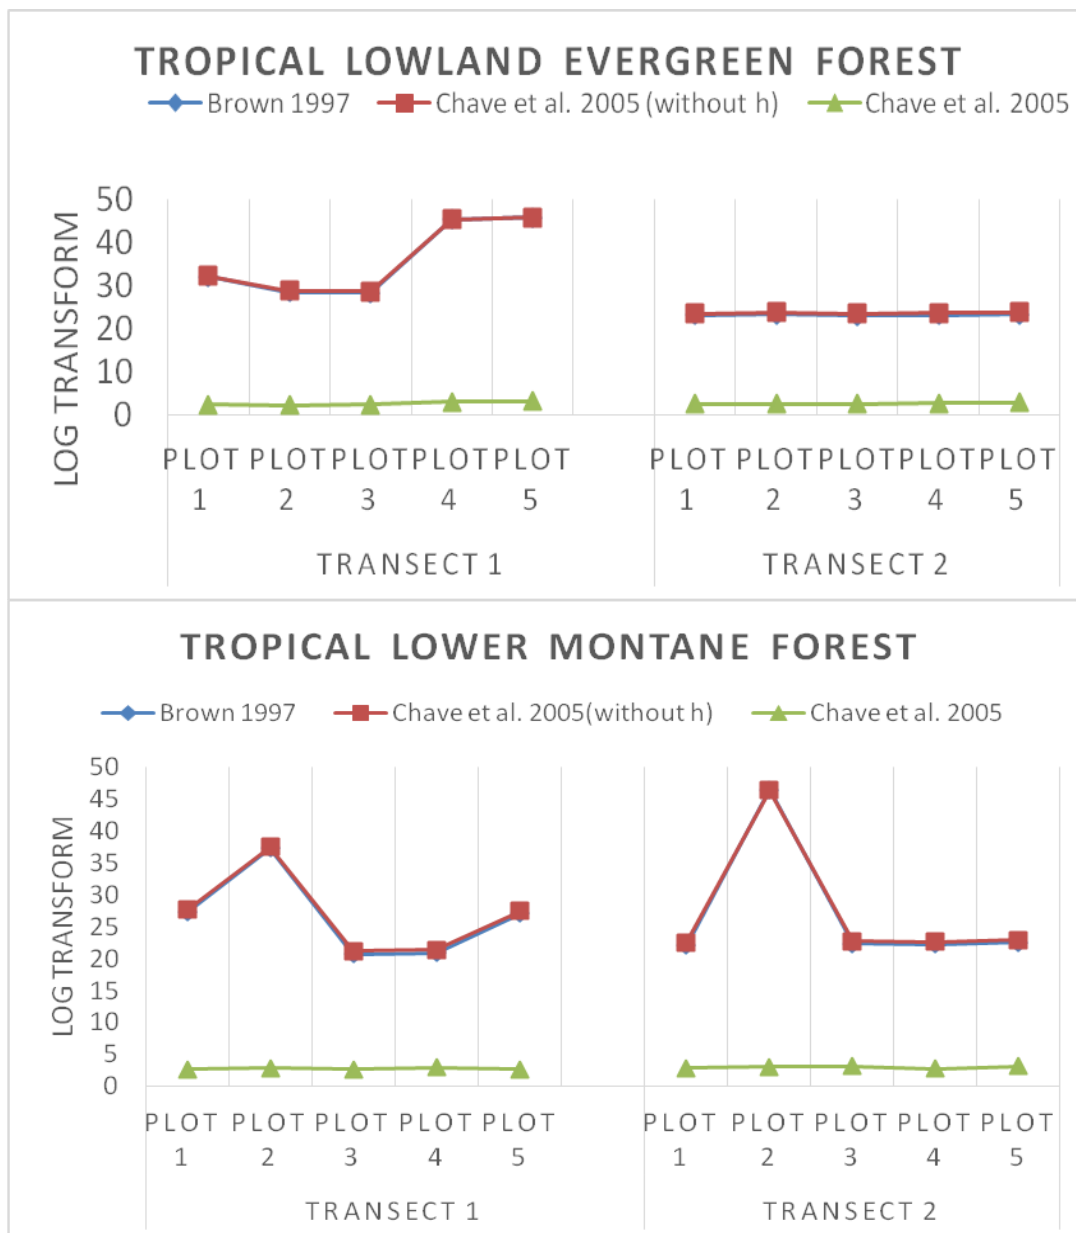 TROPICAL LOWLAND EVERGREEN FOREST
Brown 1997 Chave et al. 2005 (without h) Chave et al. 2005
LOG TRANSFORM
50
40
30
20
10
0
PLOT PLOT PLOT PLOT PLOT PLOT PLOT PLOT PLOT PLOT
1 2 3 4 5 1 2 3 4 5
TRANSECT 1 TRANSECT 2
TROPICAL LOWER MONTANE FOREST
Brown 1997 Chave et al. 2005(without h) Chave et al. 2005
LOG TRANSFORM
50
45
40
35
30
25
20
15
10
5
0
PLOT PLOT PLOT PLOT PLOT PLOT PLOT PLOT PLOT PLOT
1 2 3 4 5 1 2 3 4 5
TRANSECT 1 TRANSECT 2